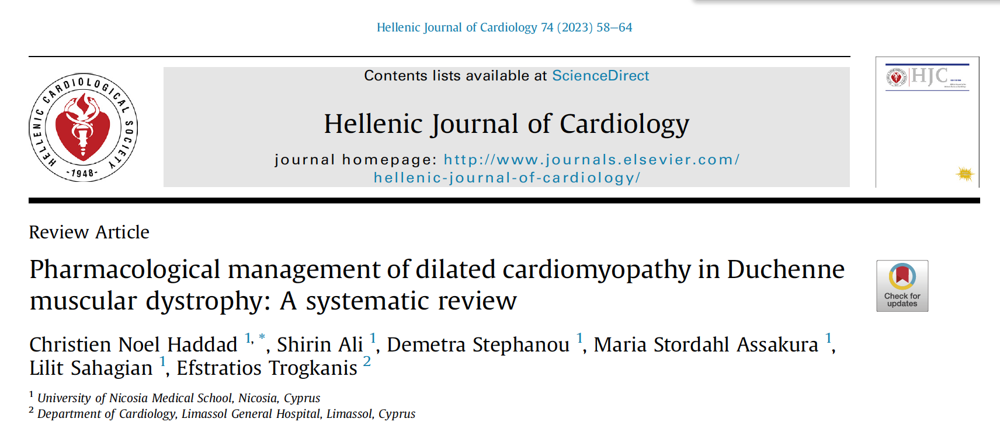 Hellenic Journal of Cardiology 74 (2023) 58–64
HELLENIC CARDIOLOGICAL SOCIETY
-1948-
Contents lists available at ScienceDirect
Hellenic Journal of Cardiology
journal homepage: http://www.journals.elsevier.com/
hellenic-journal-of-cardiology/
HJC
Review Article
Pharmacological management of dilated cardiomyopathy in Duchenne
muscular dystrophy: A systematic review
Check for
updates
Christien Noel Haddad 1, *, Shirin Ali 1, Demetra Stephanou 1, Maria Stordahl Assakura 1,
Lilit Sahagian 1, Efstratios Trogkanis 2
1 University of Nicosia Medical School, Nicosia, Cyprus
2 Department of Cardiology, Limassol General Hospital, Limassol, Cyprus